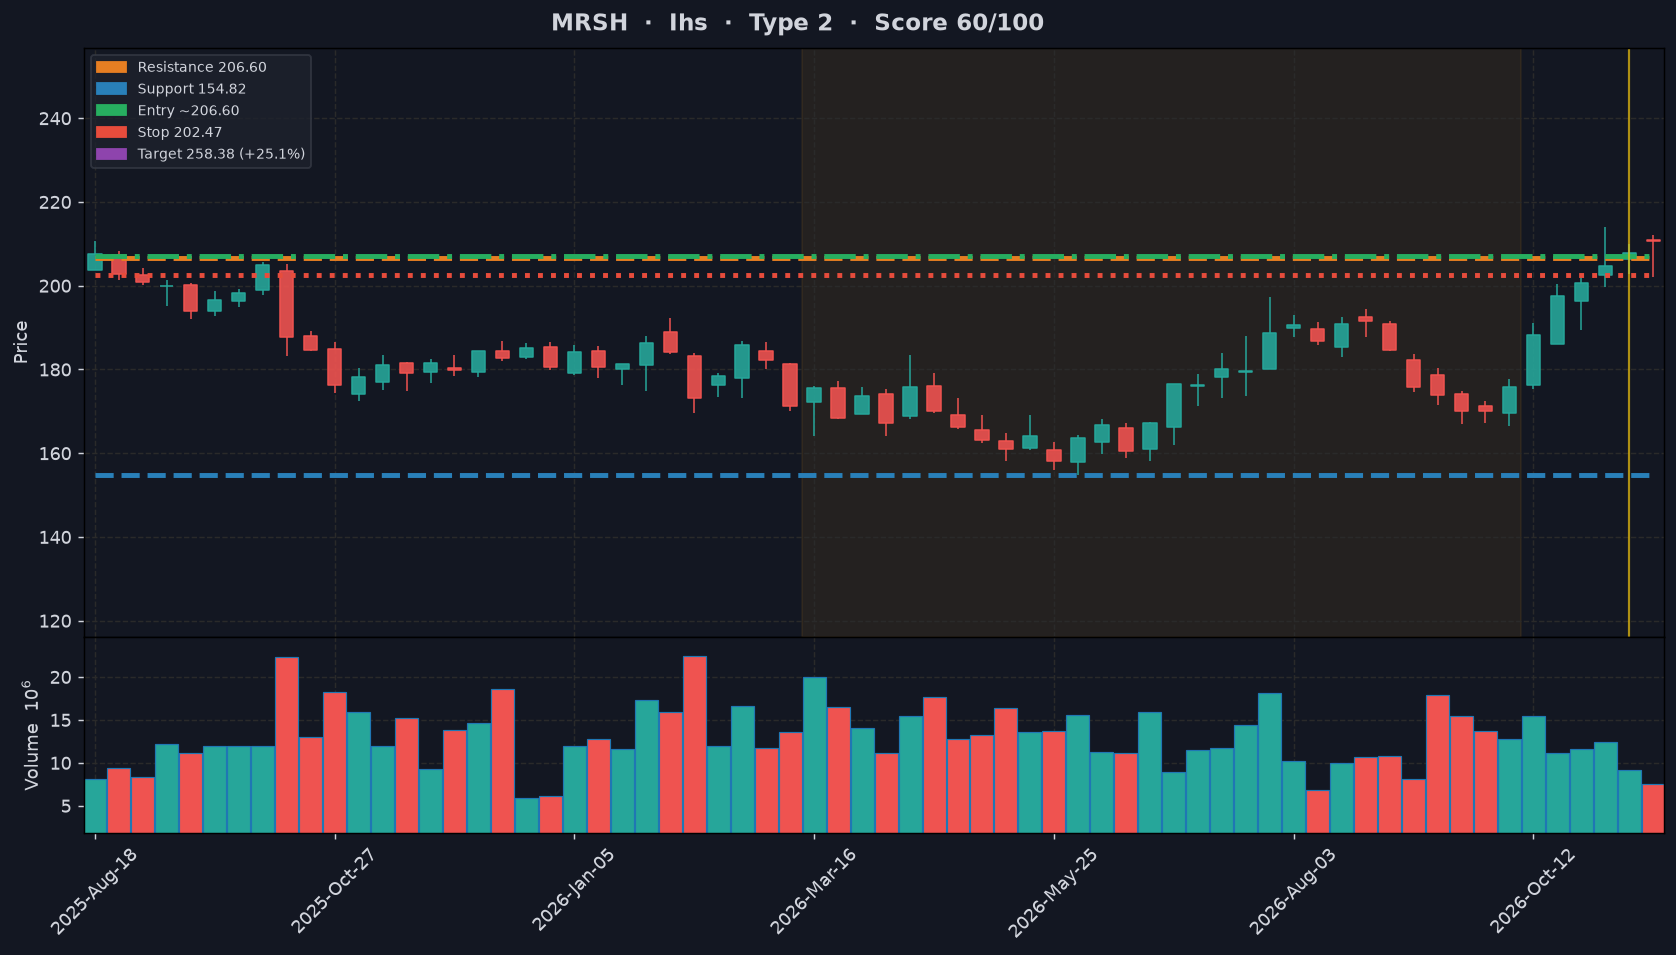 MRSH · Ihs · Type 2 · Score 60/100
Resistance 206.60
Support 154.82
Entry ~206.60
Stop 202.47
Target 258.38 (+25.1%)
Price
240
220
200
180
160
140
120
Volume 10⁶
20
15
10
5
2025-Aug-18
2025-Oct-27
2026-Jan-05
2026-Mar-16
2026-May-25
2026-Aug-03
2026-Oct-12